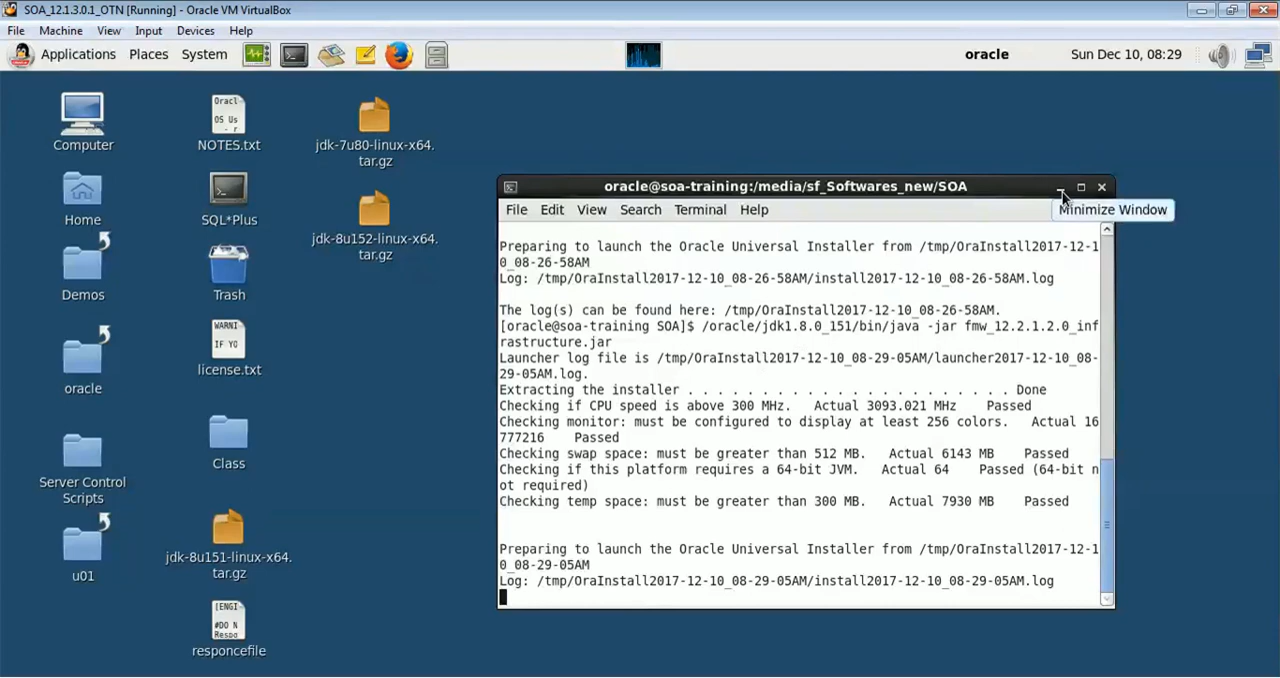 SOA_12.1.3.0.1_OTN [Running] - Oracle VM VirtualBox
File Machine View Input Devices Help
Applications Places System oracle Sun Dec 10, 08:29
Computer
Home
Demos
oracle
Server Control
Scripts
u01
Oracl
OS Us
- r
NOTES.txt
SQL*Plus
Trash
WARNI
IF YO
license.txt
Class
jdk-8u151-linux-x64.
tar.gz
[ENGI
#DO N
Respo
responcefile
jdk-7u80-linux-x64.
tar.gz
jdk-8u152-linux-x64.
tar.gz
oracle@soa-training:/media/sf_Softwares_new/SOA
File Edit View Search Terminal Help
Minimize Window
Preparing to launch the Oracle Universal Installer from /tmp/OraInstall2017-12-1
0_08-26-58AM
Log: /tmp/OraInstall2017-12-10_08-26-58AM/install2017-12-10_08-26-58AM.log
The log(s) can be found here: /tmp/OraInstall2017-12-10_08-26-58AM.
[oracle@soa-training SOA]$ /oracle/jdk1.8.0_151/bin/java -jar fmw_12.2.1.2.0_inf
rastructure.jar
Launcher log file is /tmp/OraInstall2017-12-10_08-29-05AM/launcher2017-12-10_08-
29-05AM.log.
Extracting the installer . . . . . . . . . . . . . . . . . . . . . . . Done
Checking if CPU speed is above 300 MHz. Actual 3093.021 MHz Passed
Checking monitor: must be configured to display at least 256 colors. Actual 16
777216 Passed
Checking swap space: must be greater than 512 MB. Actual 6143 MB Passed
Checking if this platform requires a 64-bit JVM. Actual 64 Passed (64-bit n
ot required)
Checking temp space: must be greater than 300 MB. Actual 7930 MB Passed
Preparing to launch the Oracle Universal Installer from /tmp/OraInstall2017-12-1
0_08-29-05AM
Log: /tmp/OraInstall2017-12-10_08-29-05AM/install2017-12-10_08-29-05AM.log